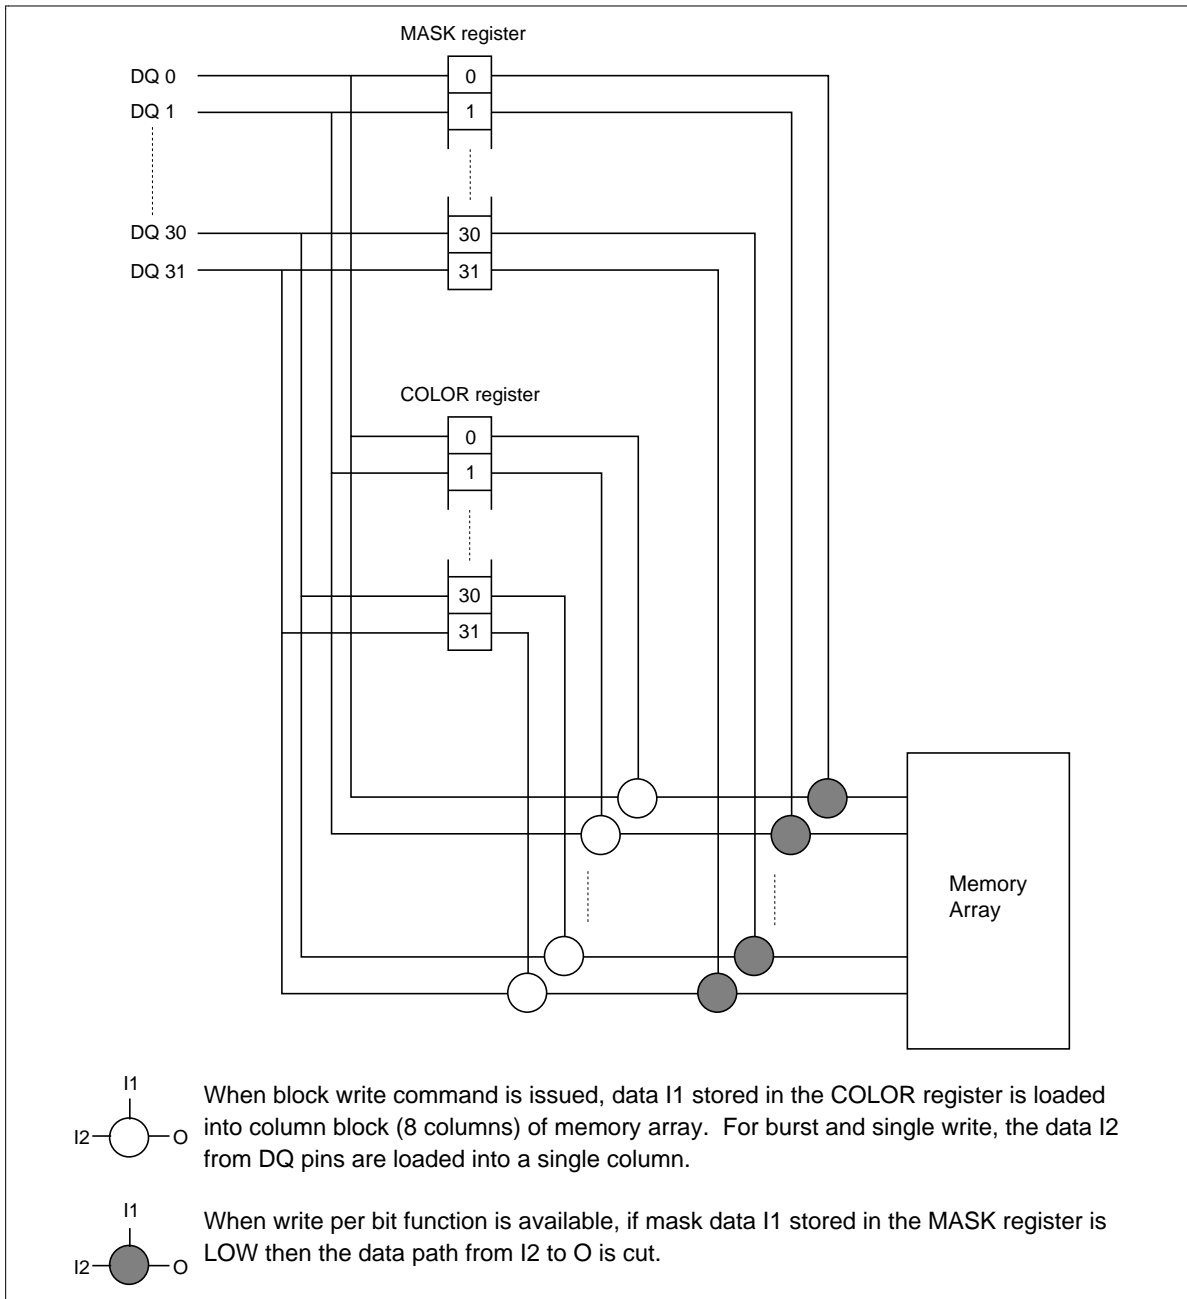 MASK register
DQ 0
0
DQ 1
1
DQ 30
30
DQ 31
31
COLOR register
0
1
30
31
Memory
Array
I1
I2
O
When block write command is issued, data I1 stored in the COLOR register is loaded
into column block (8 columns) of memory array.  For burst and single write, the data I2
from DQ pins are loaded into a single column.
I1
I2
O
When write per bit function is available, if mask data I1 stored in the MASK register is
LOW then the data path from I2 to O is cut.